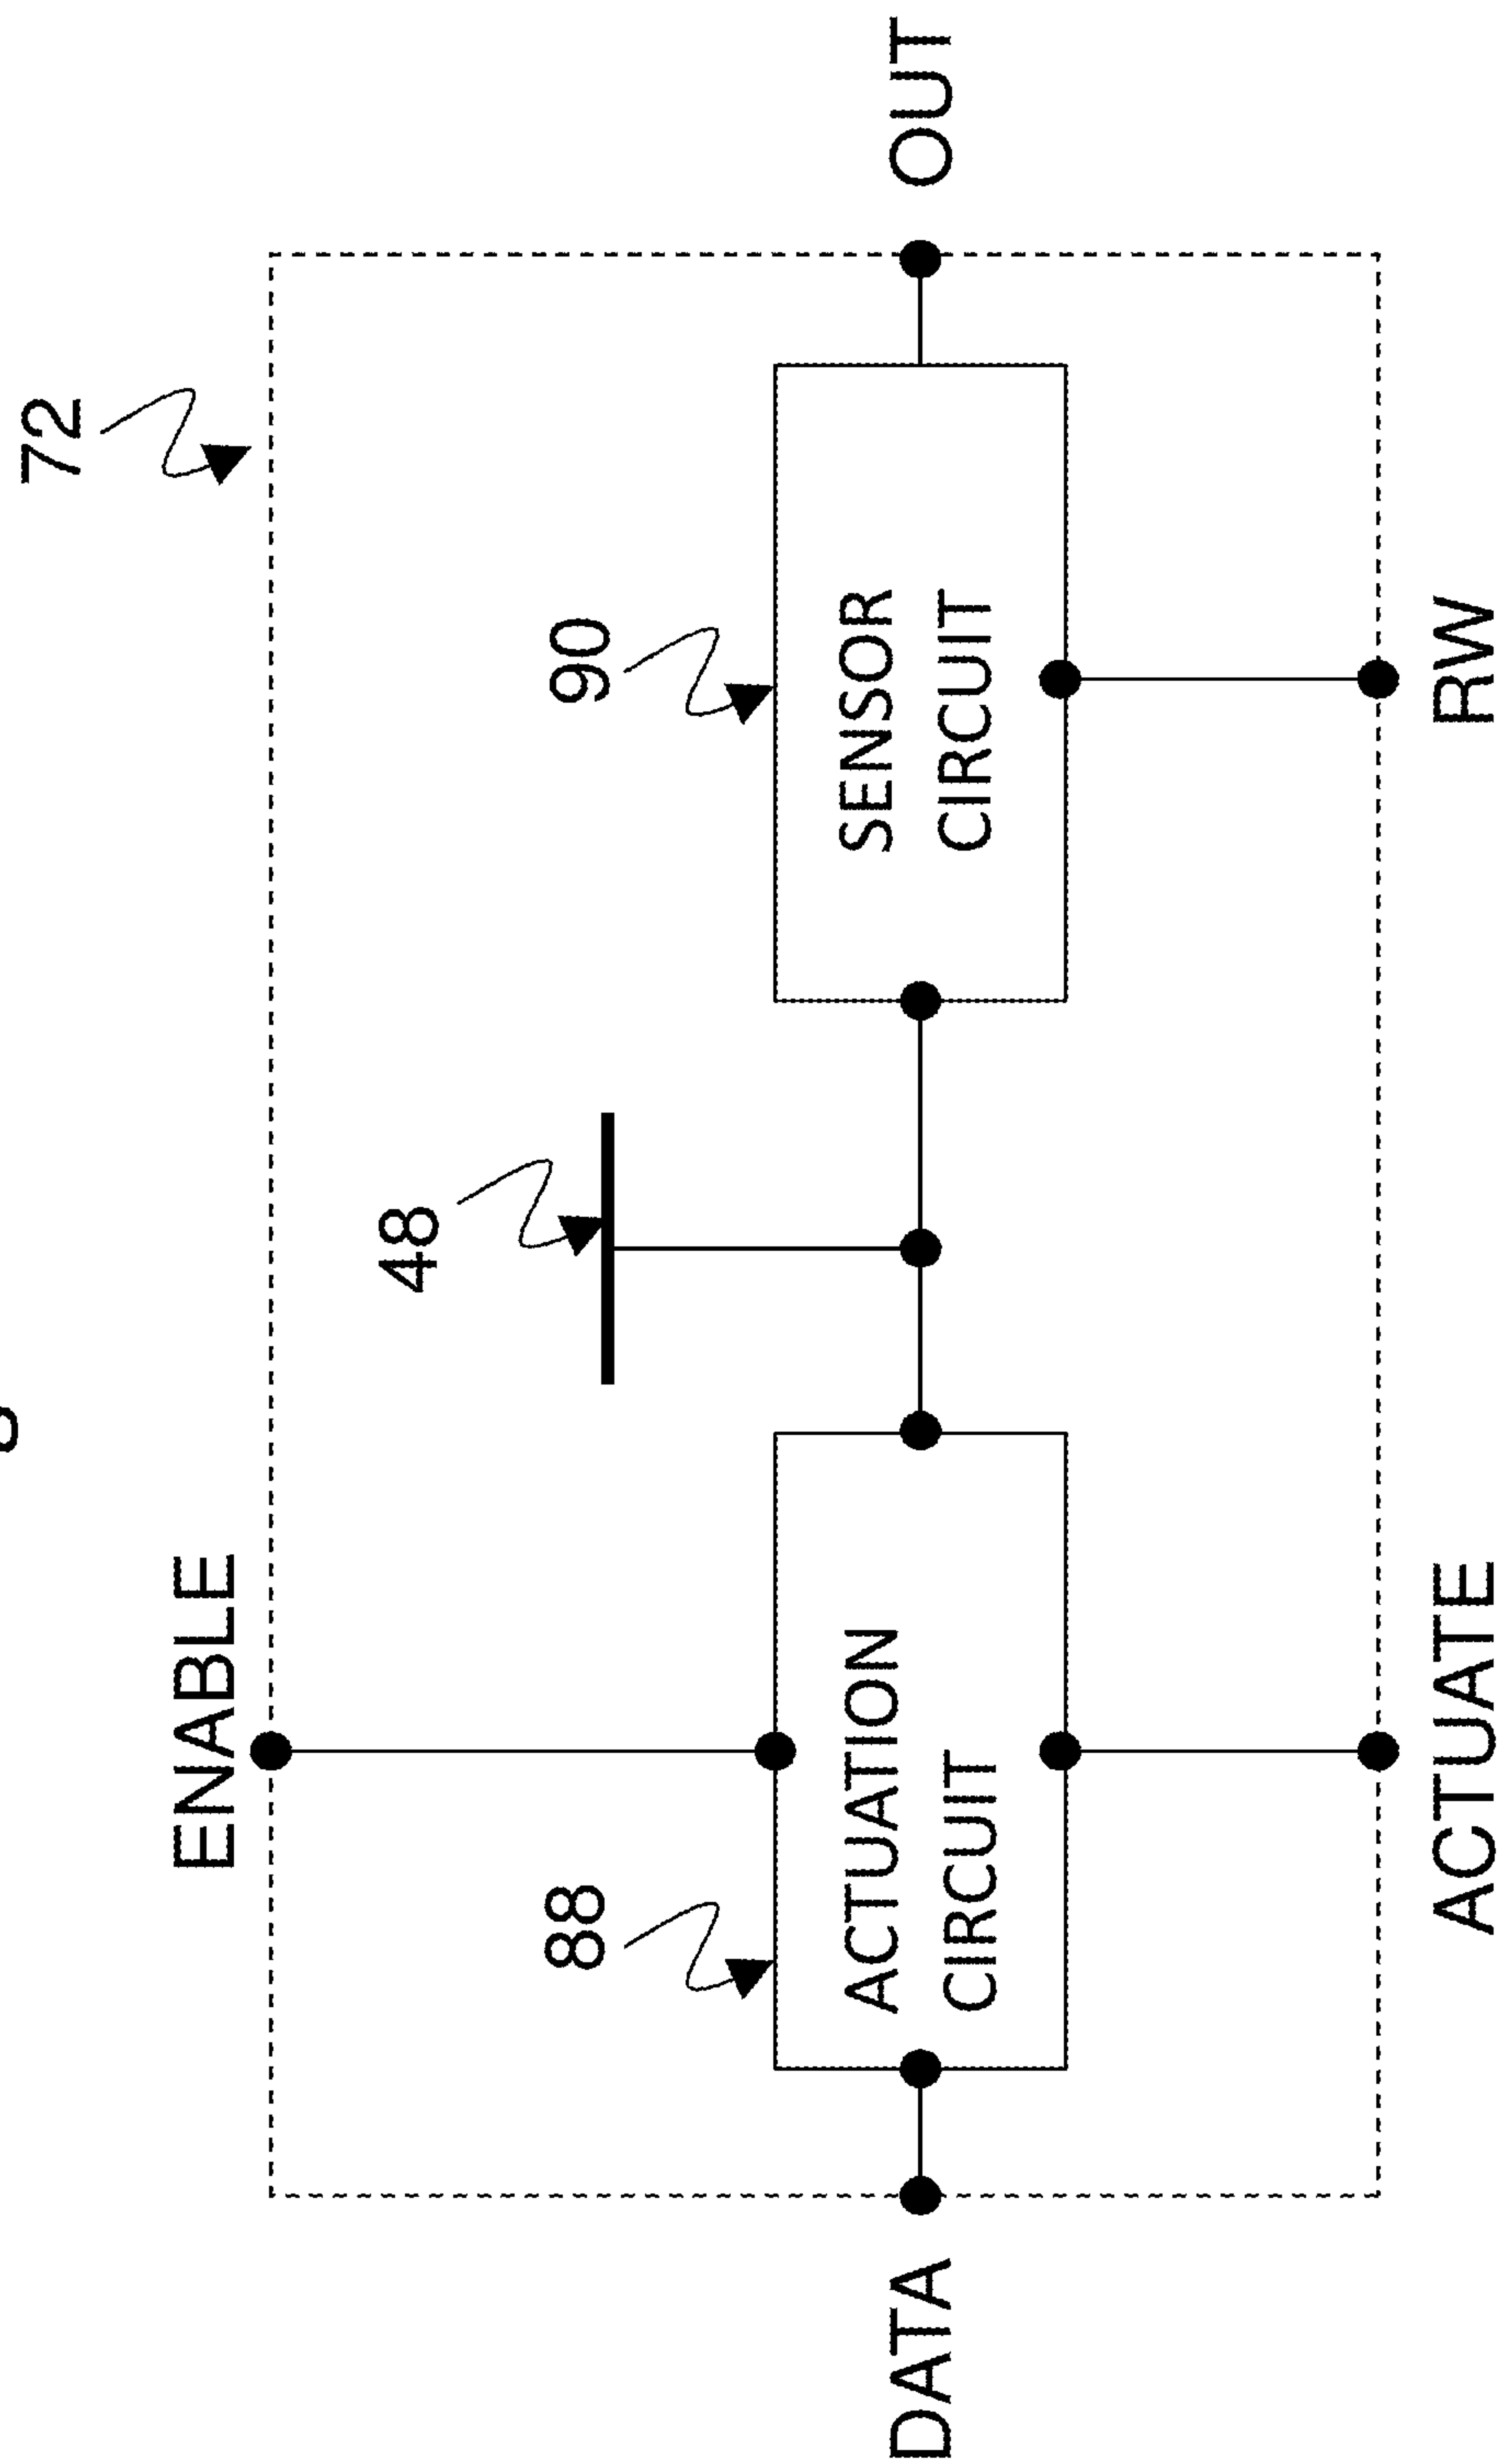 72
ENABLE
48
90
88
ACTUATION
CIRCUIT
SENSOR
CIRCUIT
DATA
OUT
ACTUATE
RW